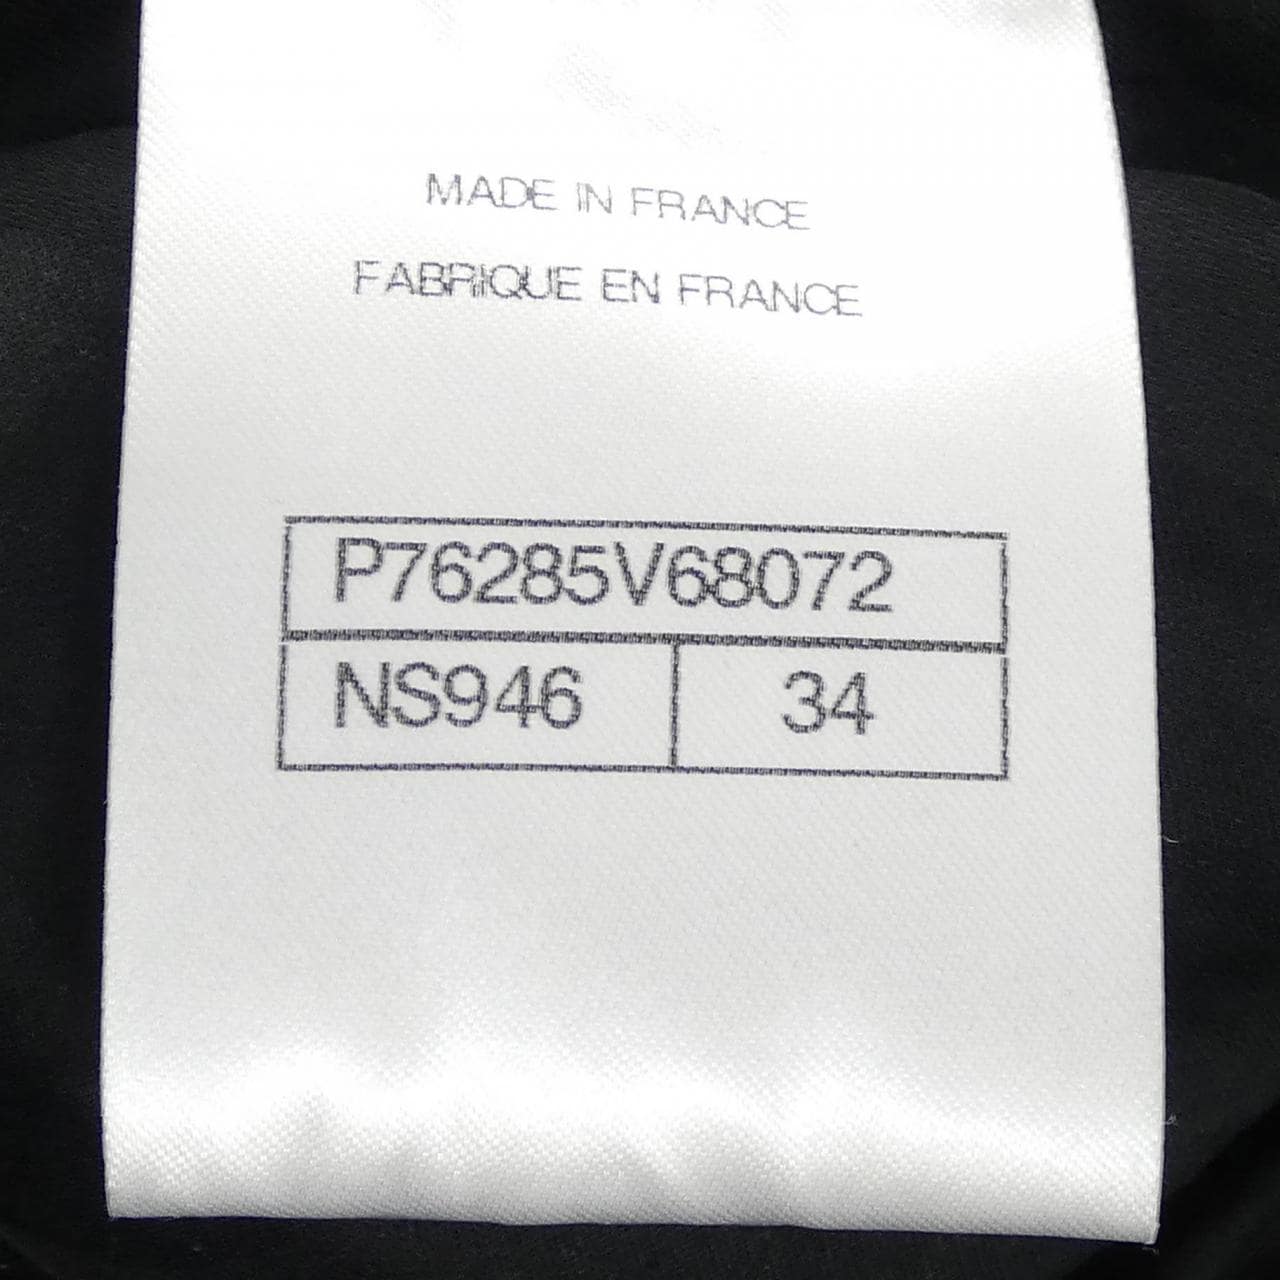 MADE IN FRANCE
FABRIQUE EN FRANCE
P76285V68072
NS946 34